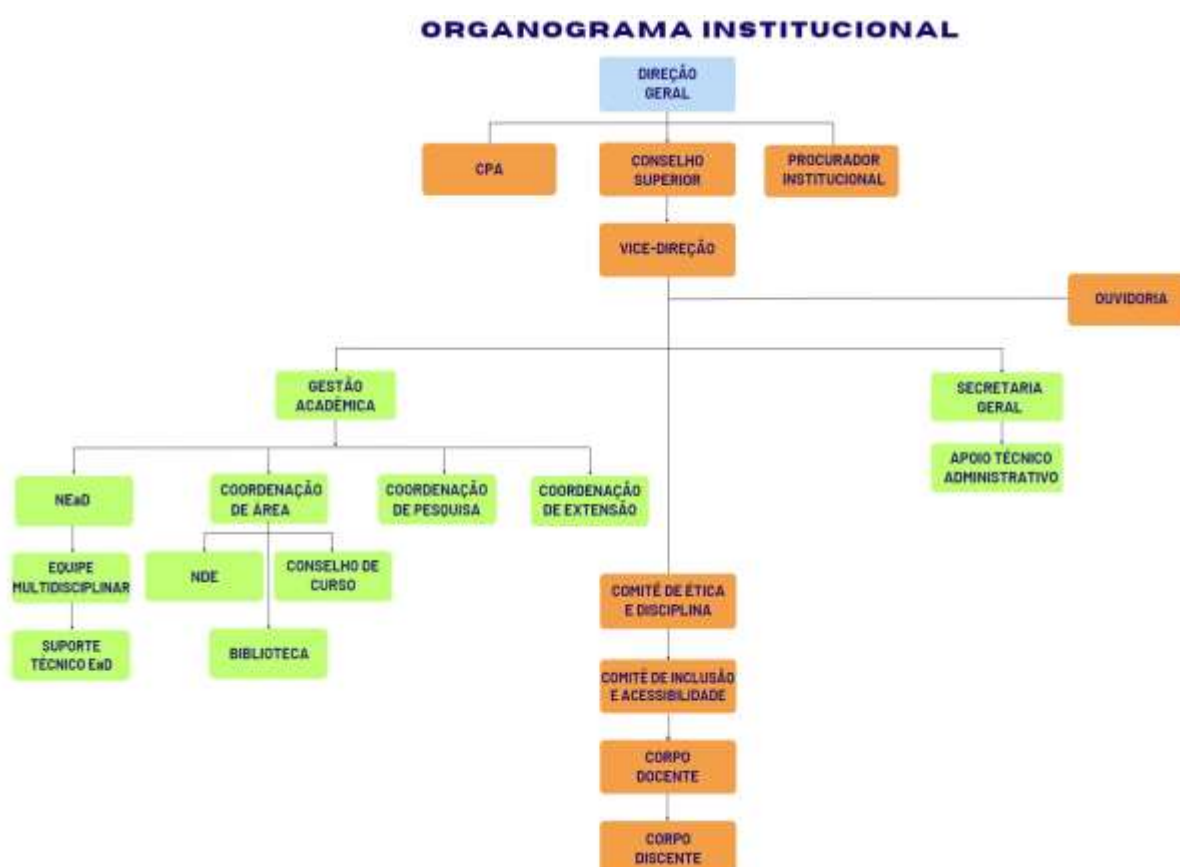 ORGANOGRAMA INSTITUCIONAL
DIREÇÃO
GERAL
CPA
CONSELHO
SUPERIOR
PROCURADOR
INSTITUCIONAL
VICE-DIREÇÃO
OUVIDORIA
GESTÃO
ACADÊMICA
SECRETARIA
GERAL
APOIO TÉCNICO
ADMINISTRATIVO
NEaD
COORDENAÇÃO
DE ÁREA
COORDENAÇÃO
DE PESQUISA
COORDENAÇÃO
DE EXTENSÃO
EQUIPE
MULTIDISCIPLINAR
NDE
CONSELHO DE
CURSO
SUPORTE
TÉCNICO EaD
BIBLIOTECA
COMITÊ DE ÉTICA
E DISCIPLINA
COMITÊ DE INCLUSÃO
E ACESSIBILIDADE
CORPO
DOCENTE
CORPO
DISCENTE